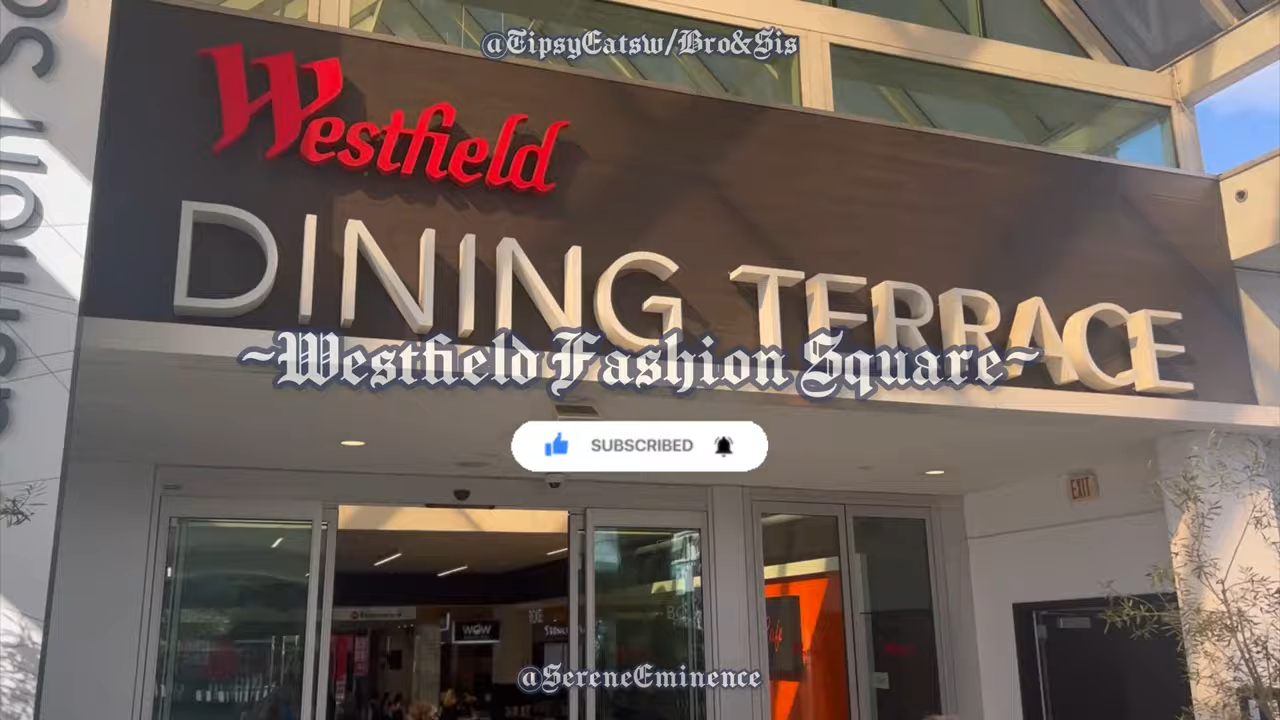 @TipsyEatsw/Bro&Sis
Westfield
DINING TERRACE
~Westfield Fashion Square~
SUBSCRIBED
EXIT
WOW
@SereneEminence